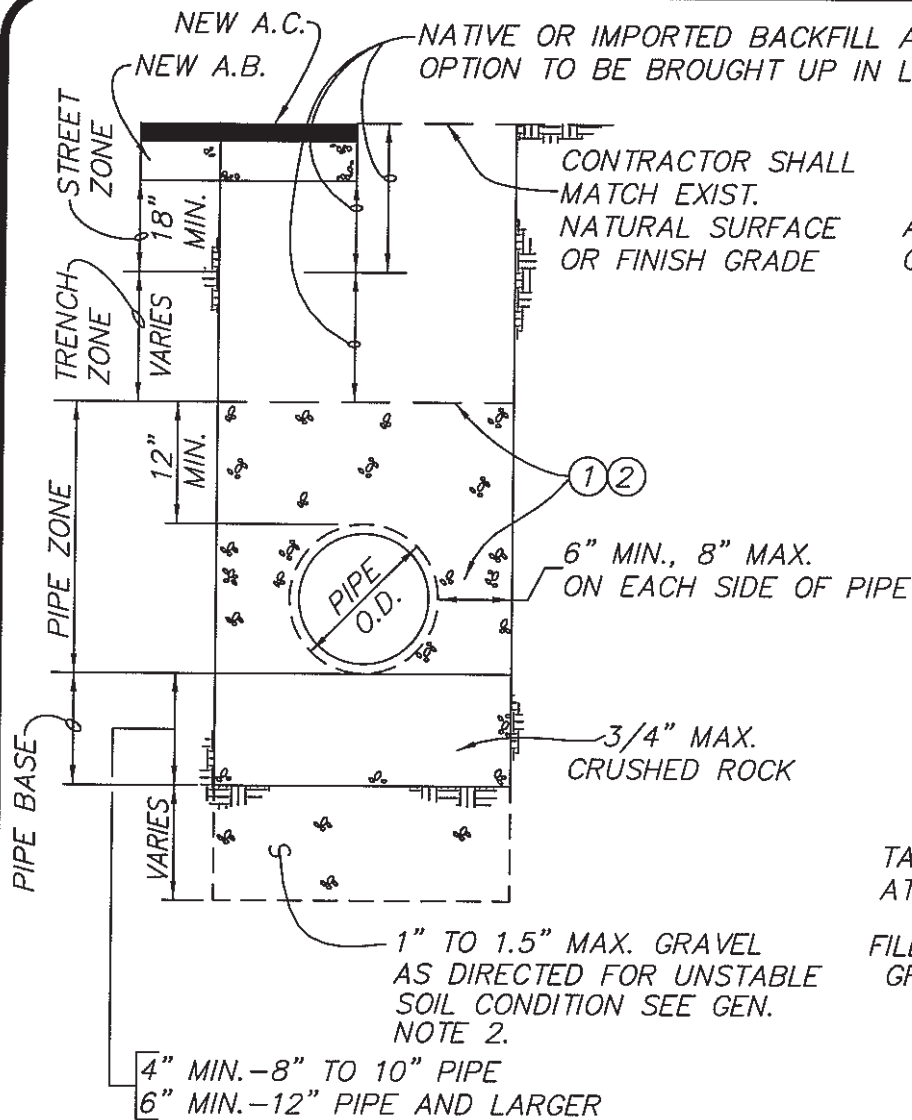 NEW A.C.
NATIVE OR IMPORTED BACKFILL
NEW A.B.
OPTION TO BE BROUGHT UP IN
STREET
ZONE
18"
MIN.
CONTRACTOR SHALL
MATCH EXIST.
NATURAL SURFACE
OR FINISH GRADE
TRENCH
ZONE
VARIES
PIPE ZONE
12"
MIN.
1 2
6" MIN., 8" MAX.
ON EACH SIDE OF PIPE
PIPE
O.D.
PIPE BASE
3/4" MAX.
CRUSHED ROCK
VARIES
1" TO 1.5" MAX. GRAVEL
AS DIRECTED FOR UNSTABLE
SOIL CONDITION SEE GEN.
NOTE 2.
4" MIN.-8" TO 10" PIPE
6" MIN.-12" PIPE AND LARGER